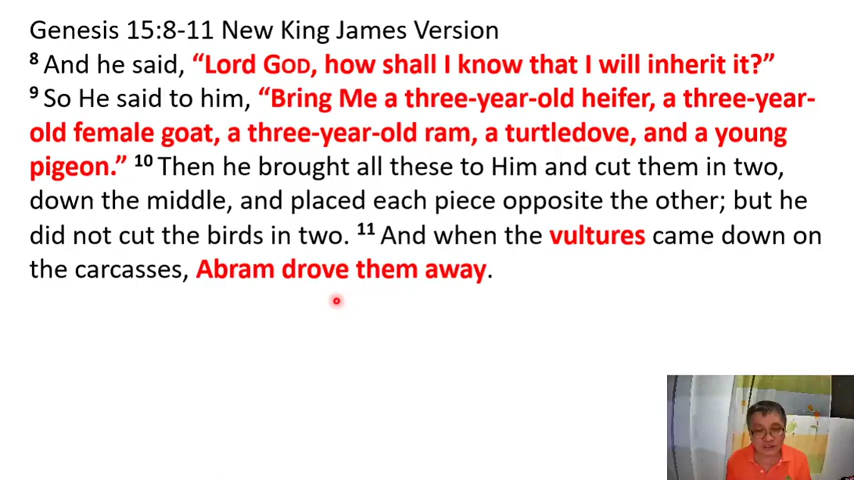 Genesis 15:8-11 New King James Version
8 And he said, “Lord GOD, how shall I know that I will inherit it?”
9 So He said to him, “Bring Me a three-year-old heifer, a three-year-
old female goat, a three-year-old ram, a turtledove, and a young
pigeon.” 10 Then he brought all these to Him and cut them in two,
down the middle, and placed each piece opposite the other; but he
did not cut the birds in two. 11 And when the vultures came down on
the carcasses, Abram drove them away.